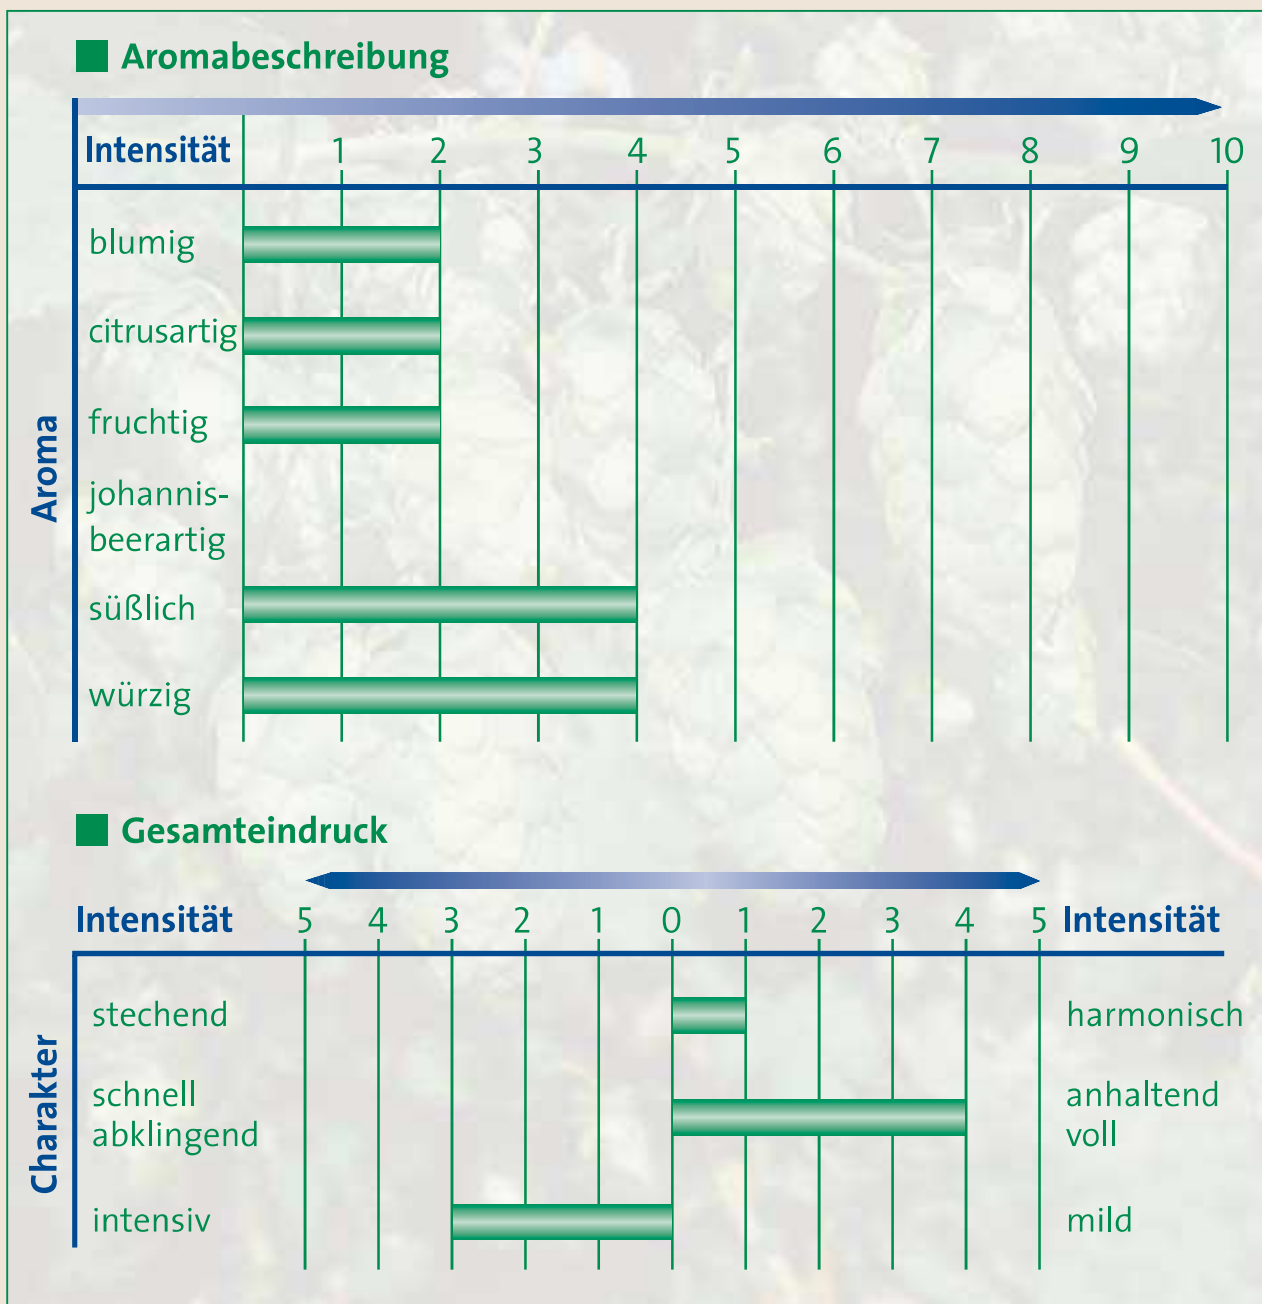 Aromabeschreibung
Intensität 1 2 3 4 5 6 7 8 9 10
Aroma
blumig
citrusartig
fruchtig
johannis-
beerartig
süßlich
würzig
Gesamteindruck
Intensität 5 4 3 2 1 0 1 2 3 4 5 Intensität
Charakter
stechend harmonisch
schnell anhaltend
abklingend voll
intensiv mild